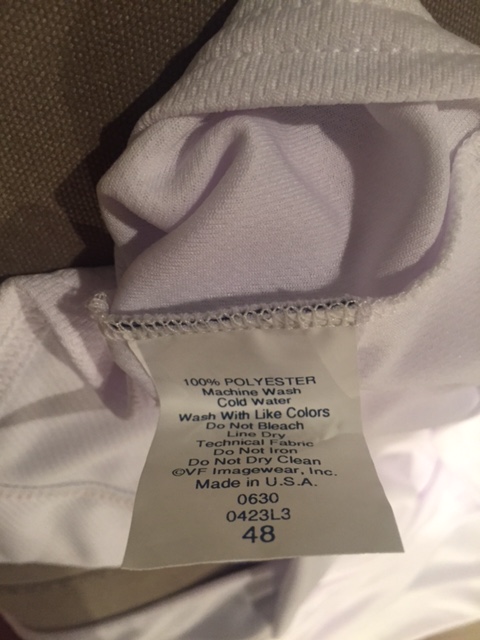 100% POLYESTER
Machine Wash
Cold Water
Wash With Like Colors
Do Not Bleach
Line Dry
Technical Fabric
Do Not Iron
Do Not Dry Clean
©VF Imagewear, Inc.
Made in U.S.A.
0630
0423L3
48